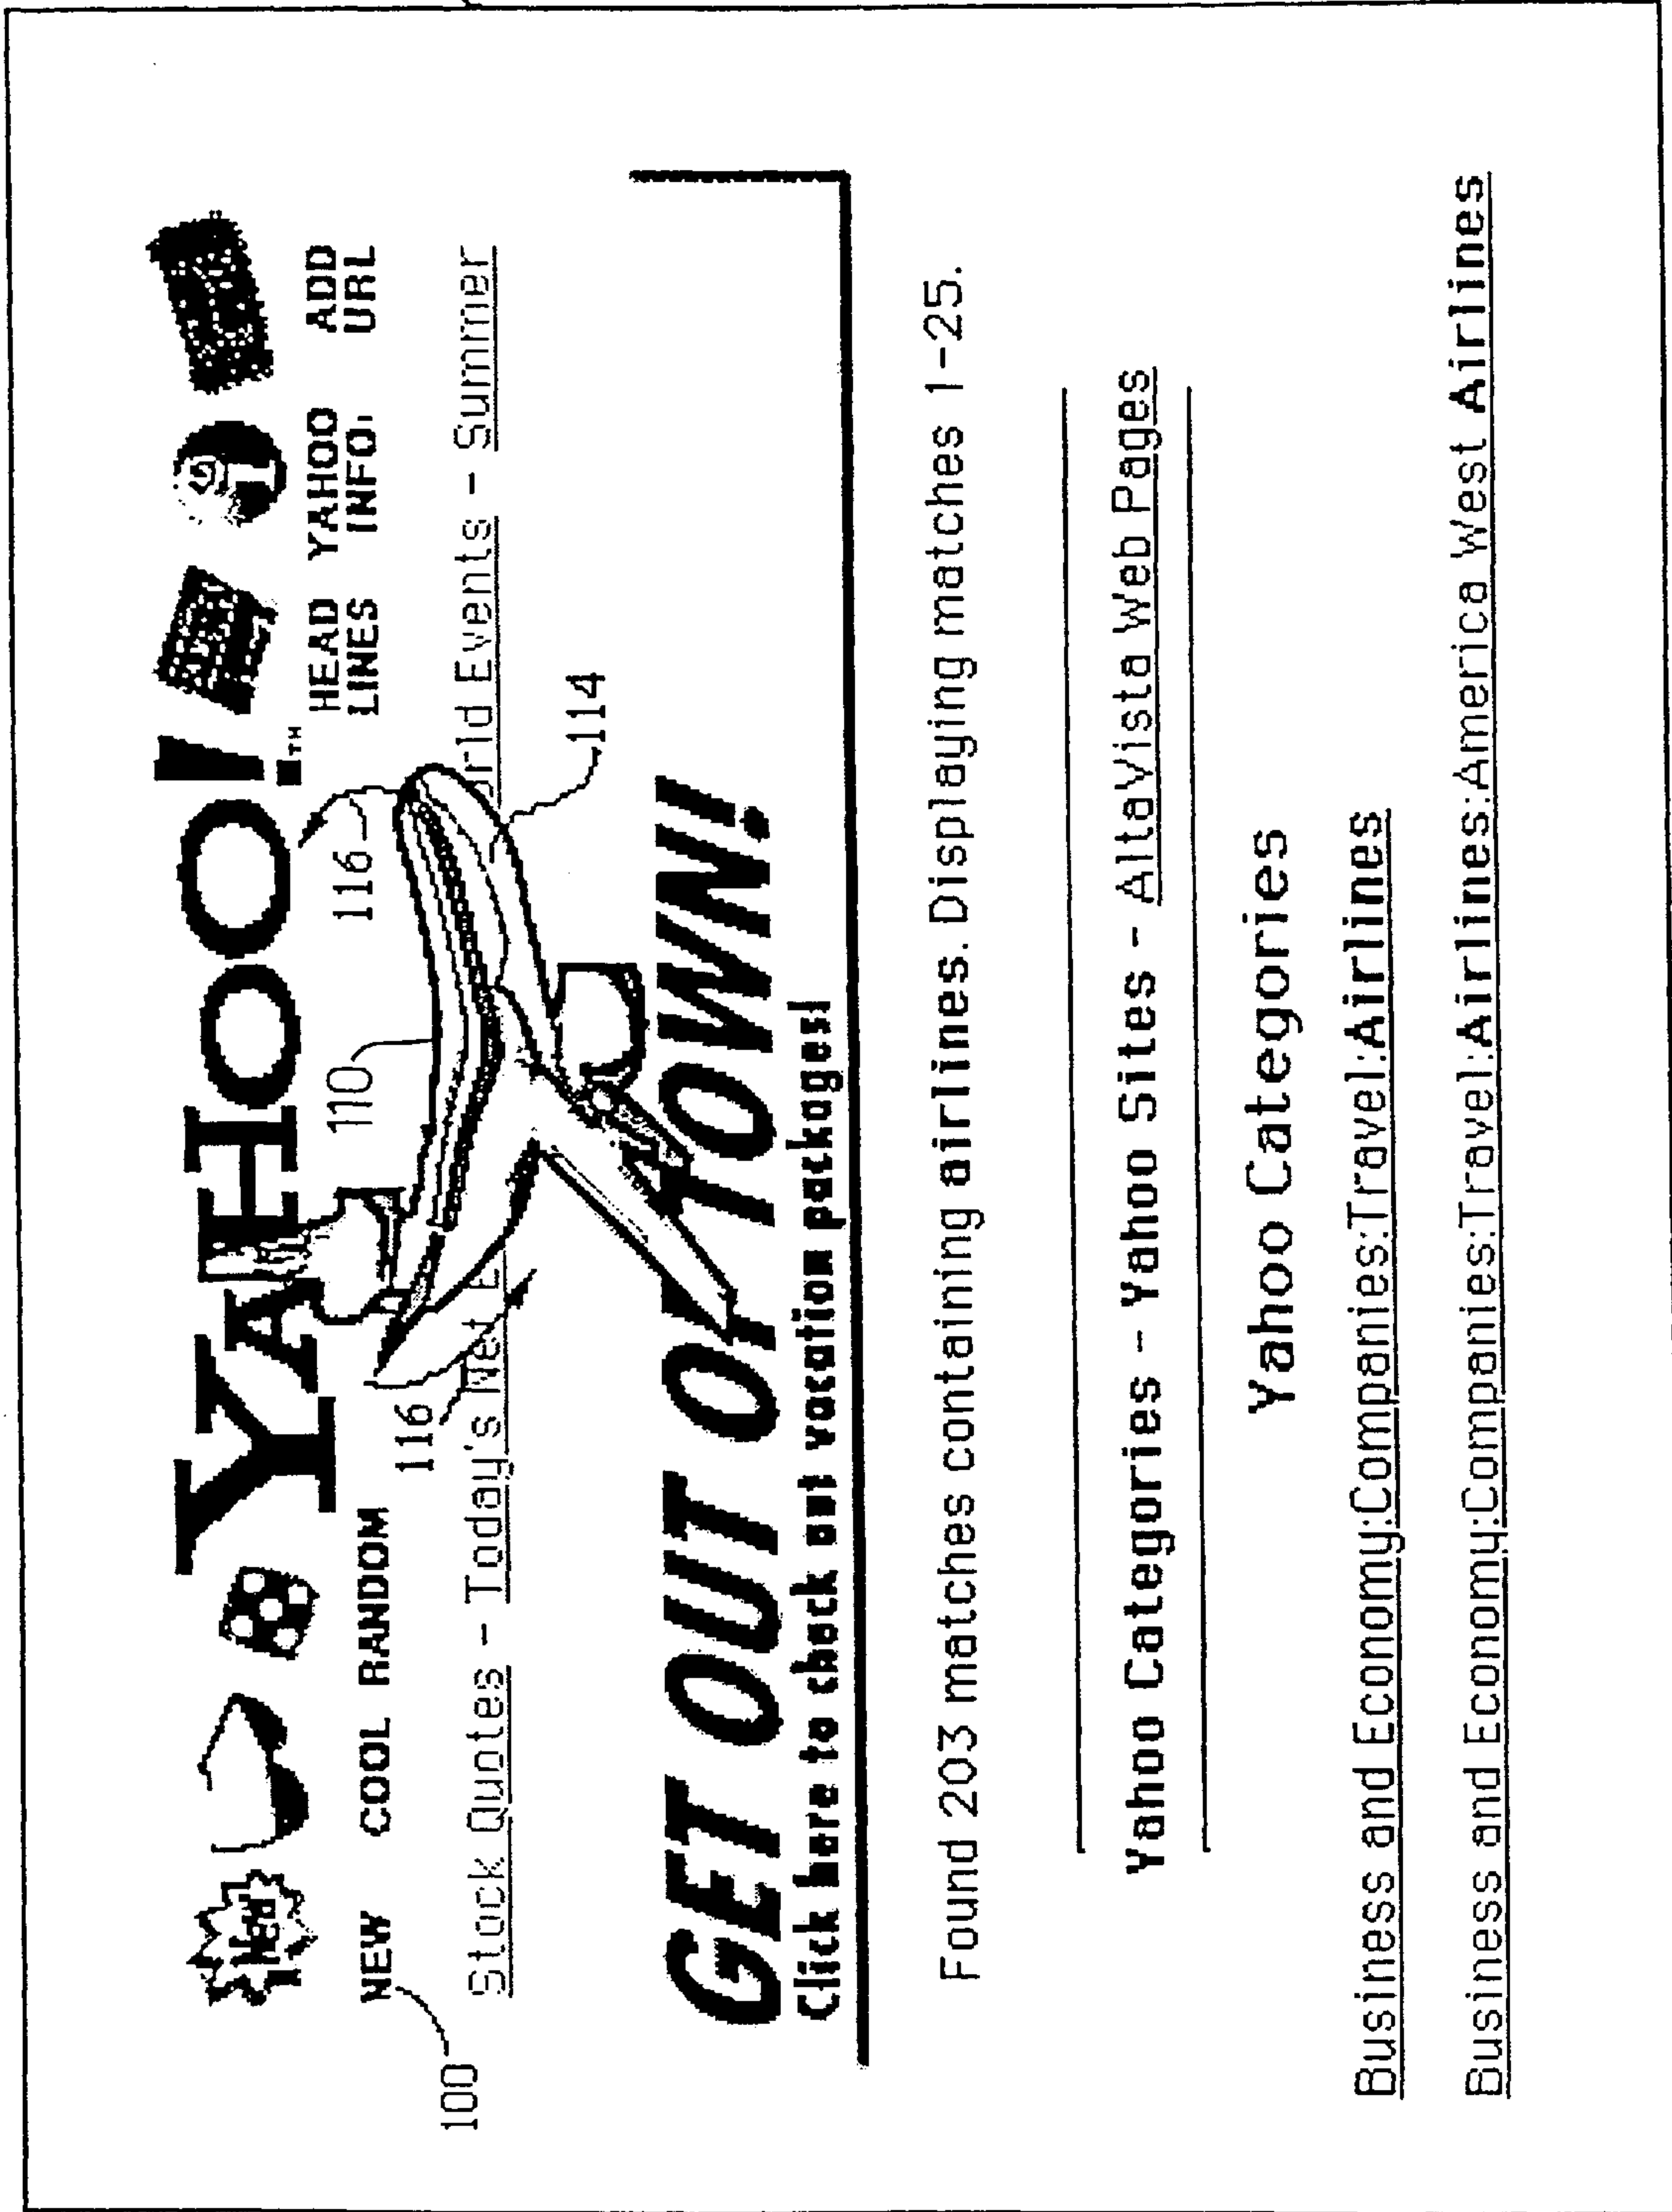 New
YAHOO!
TM
NEW COOL RANDOM HEAD LINES YAHOO INFO. ADD URL
100
116
110
116
Stock Quotes - Today's Net E rld Events - Summer
114
GET OUT OF TOWN!
Click here to check out vacation packages!
Found 203 matches containing airlines. Displaying matches 1-25.
Yahoo Categories - Yahoo Sites - AltaVista Web Pages
Yahoo Categories
Business and Economy:Companies:Travel:Airlines
Business and Economy:Companies:Travel:Airlines:America West Airlines